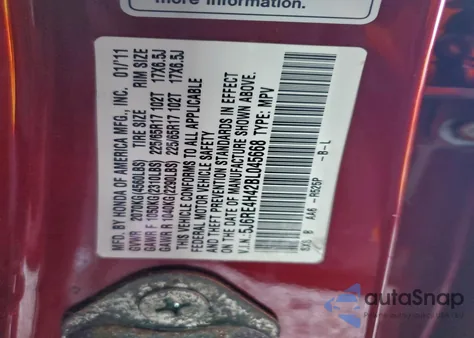 more information.
MFD. BY HONDA OF AMERICA MFG., INC. 01/11
GVWR 2070KG(4560LBS) TIRE SIZE RIM SIZE
GAWR F 1050KG(2310LBS) 225/65R17 102T 17X6.5J
GAWR R 1040KG(2290LBS) 225/65R17 102T 17X6.5J
THIS VEHICLE CONFORMS TO ALL APPLICABLE
FEDERAL MOTOR VEHICLE SAFETY
AND THEFT PREVENTION STANDARDS IN EFFECT
ON THE DATE OF MANUFACTURE SHOWN ABOVE.
V.I.N.: 5J6RE4H42BL045668 TYPE: MPV
B AA6 -R525P -B-L
autoSnap